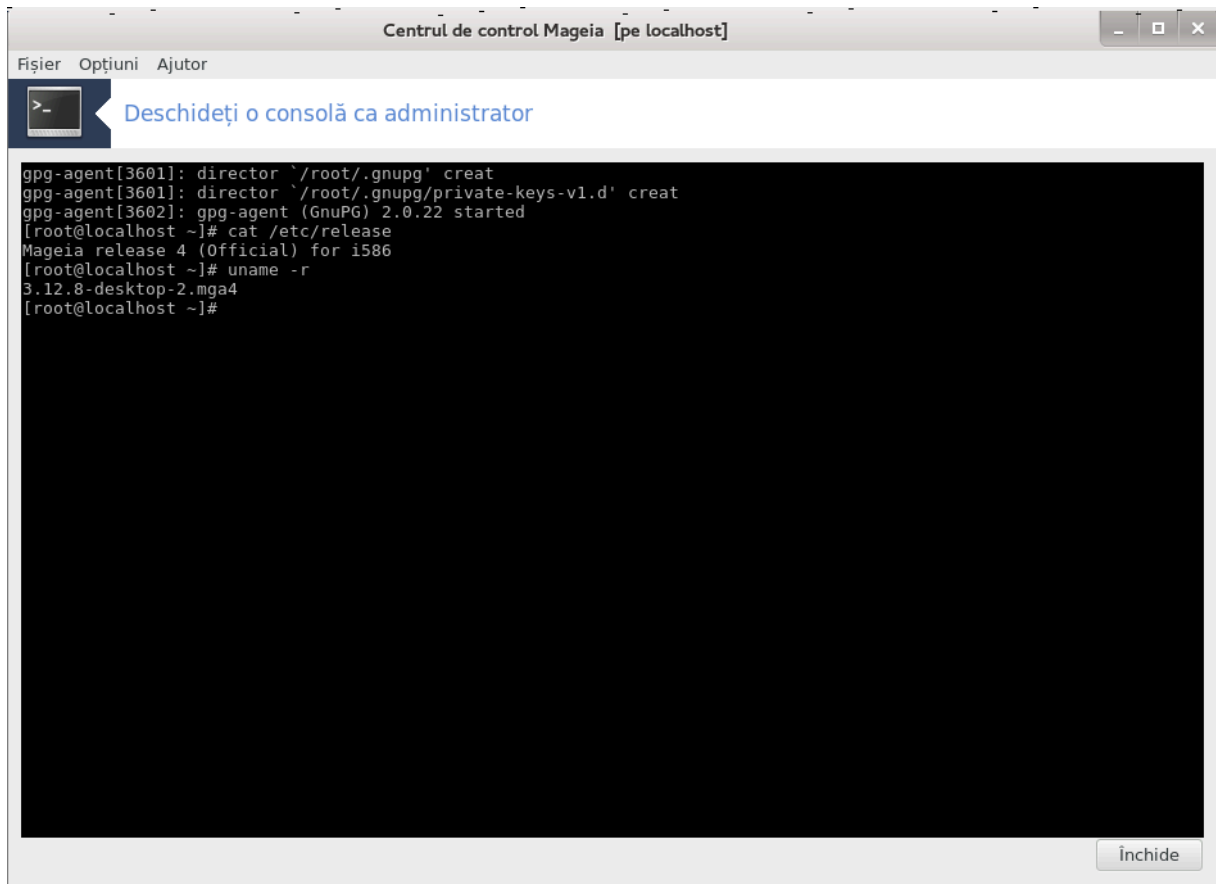 Centrul de control Mageia [pe localhost]
Fișier Opțiuni Ajutor
>_
Deschideți o consolă ca administrator
gpg-agent[3601]: director `/root/.gnupg' creat
gpg-agent[3601]: director `/root/.gnupg/private-keys-v1.d' creat
gpg-agent[3602]: gpg-agent (GnuPG) 2.0.22 started
[root@localhost ~]# cat /etc/release
Mageia release 4 (Official) for i586
[root@localhost ~]# uname -r
3.12.8-desktop-2.mga4
[root@localhost ~]#
Închide